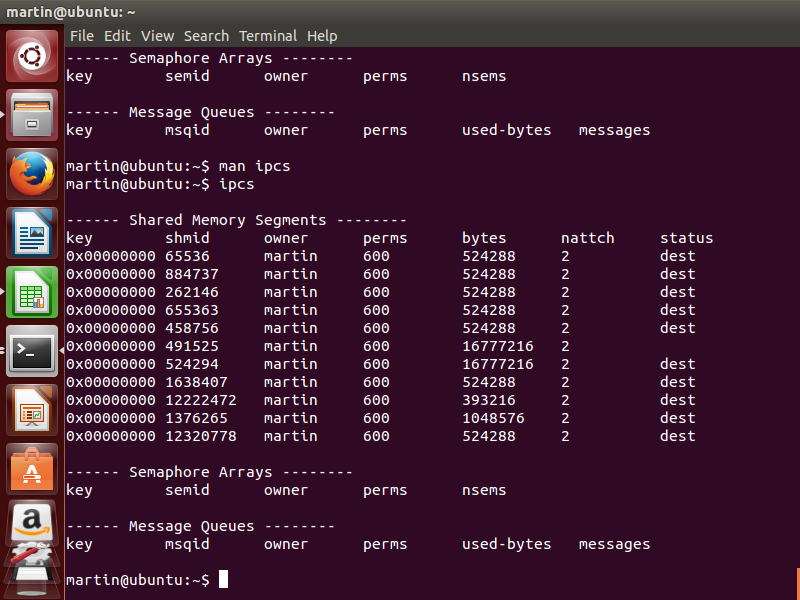 martin@ubuntu: ~
File Edit View Search Terminal Help
------ Semaphore Arrays --------
key        semid      owner      perms      nsems
------ Message Queues --------
key        msqid      owner      perms      used-bytes   messages
martin@ubuntu:~$ man ipcs
martin@ubuntu:~$ ipcs
------ Shared Memory Segments --------
key        shmid      owner      perms      bytes      nattch     status
0x00000000 65536      martin     600        524288     2          dest
0x00000000 884737     martin     600        524288     2          dest
0x00000000 262146     martin     600        524288     2          dest
0x00000000 655363     martin     600        524288     2          dest
0x00000000 458756     martin     600        524288     2          dest
0x00000000 491525     martin     600        16777216   2
0x00000000 524294     martin     600        16777216   2          dest
0x00000000 1638407    martin     600        524288     2          dest
0x00000000 12222472   martin     600        393216     2          dest
0x00000000 1376265    martin     600        1048576    2          dest
0x00000000 12320778   martin     600        524288     2          dest
------ Semaphore Arrays --------
key        semid      owner      perms      nsems
------ Message Queues --------
key        msqid      owner      perms      used-bytes   messages
martin@ubuntu:~$